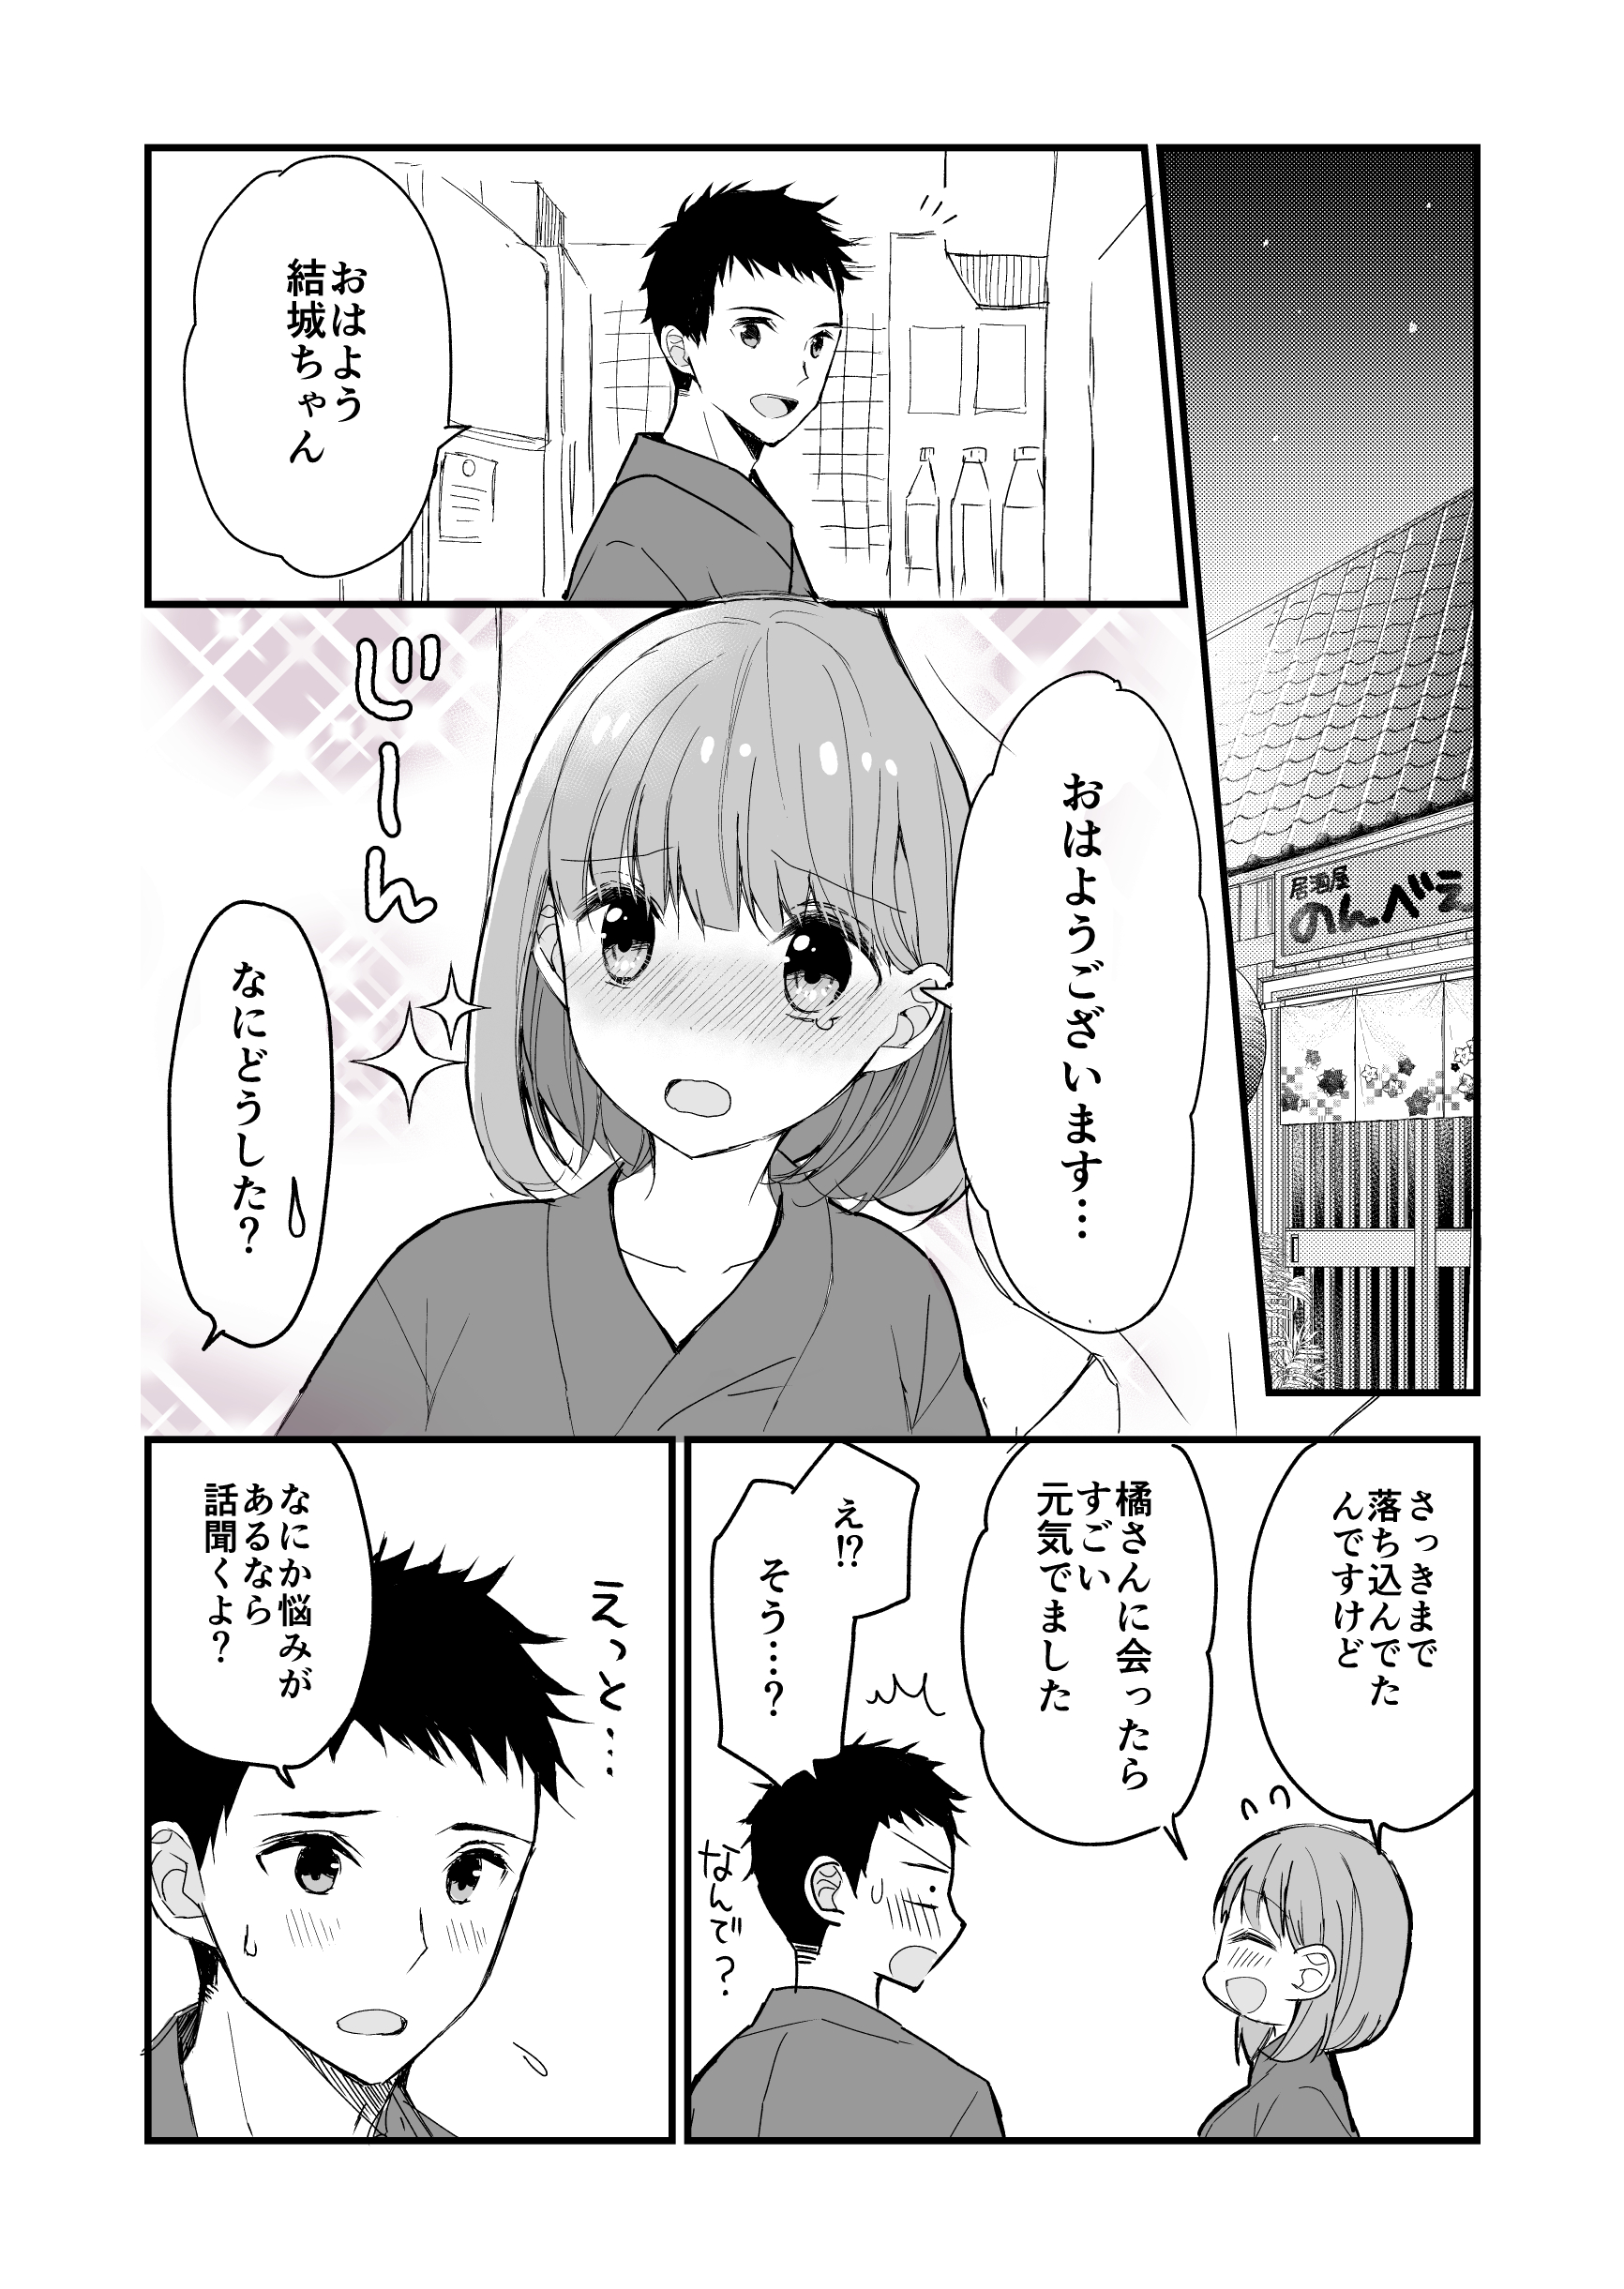 居酒屋
のんべえ
おはよう
結城ちゃん
おはようございます…
じーん
なにどうした?
さっきまで
落ち込んでた
んですけど
橘さんに会ったら
すごい
元気でました
え!?
そう…?
なんで?
えっと…
なにか悩みが
あるなら
話聞くよ?